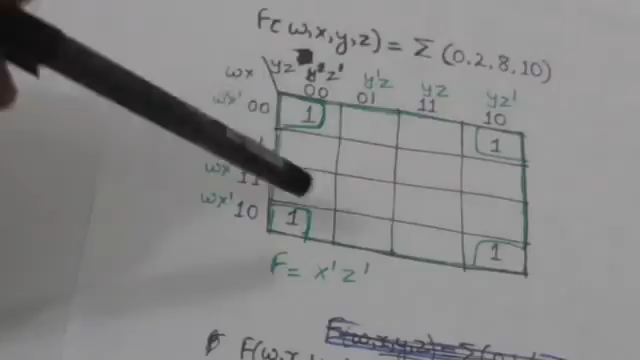 F(w,x,y,z) = Σ (0,2,8,10)
wx yz y'z' y'z yz yz'
00 01 11 10
w'x' 00 1 1
wx 11
wx' 10 1 1
F = x'z'
F(w,x,y,z) =
F(w,x,